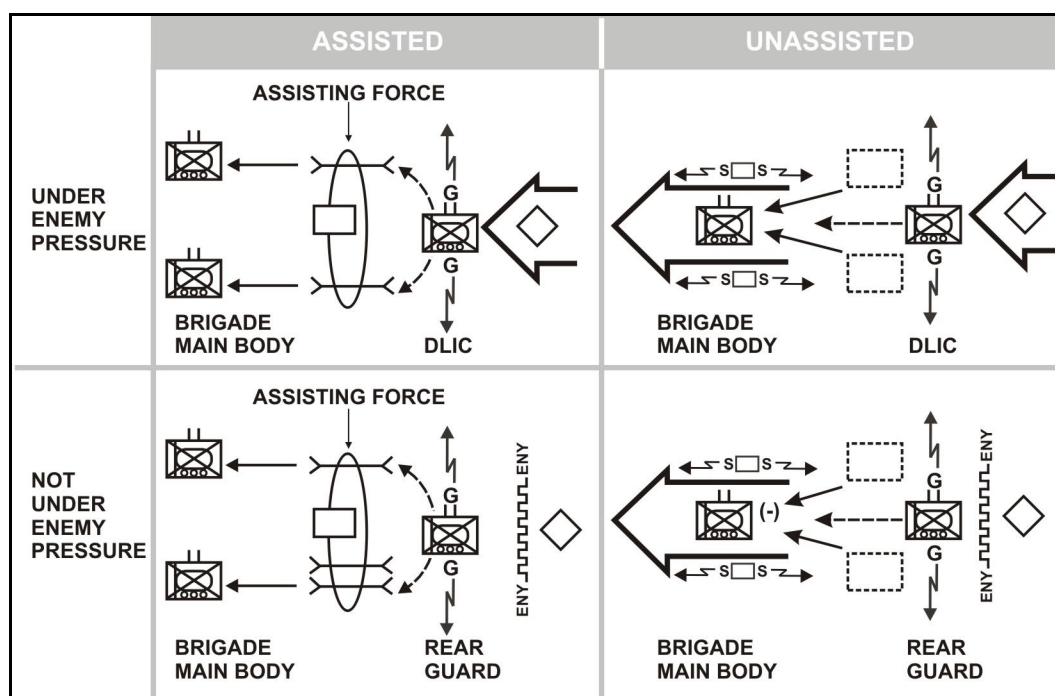 ASSISTED
UNASSISTED
UNDER
ENEMY
PRESSURE
ASSISTING FORCE
G
G
BRIGADE
MAIN BODY
DLIC
S S
G
G
S S
BRIGADE
MAIN BODY
DLIC
NOT
UNDER
ENEMY
PRESSURE
ASSISTING FORCE
G
G
ENY
ENY
BRIGADE
MAIN BODY
REAR
GUARD
S S
(-)
G
G
S S
ENY
ENY
BRIGADE
MAIN BODY
REAR
GUARD